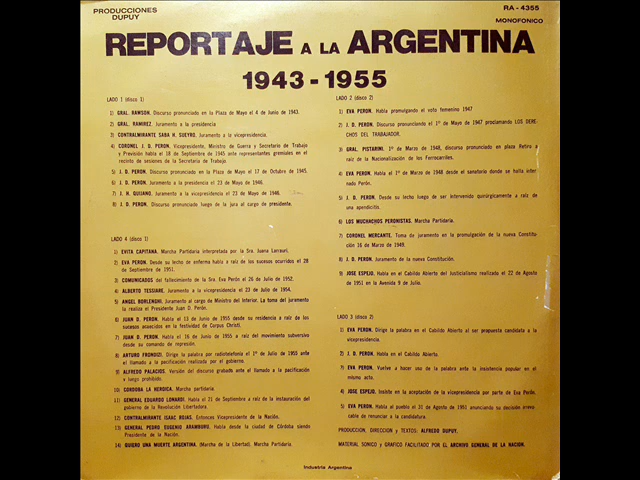 PRODUCCIONES
DUPUY
RA - 4355
MONOFONICO
REPORTAJE A LA ARGENTINA
1943 - 1955
LADO 1 (disco 1)
1) GRAL. RAWSON. Discurso pronunciado en la Plaza de Mayo el 4 de Junio de 1943.
2) GRAL. RAMIREZ. Juramento a la presidencia
3) CONTRALMIRANTE SABA H. SUEYRO. Juramento a la vicepresidencia.
4) CORONEL J. D. PERON. Vicepresidente, Ministro de Guerra y Secretario de Trabajo
y Previsión habla el 18 de Septiembre de 1945 ante representantes gremiales en el
recinto de sesiones de la Secretaría de Trabajo.
5) J. D. PERON. Discurso pronunciado en la Plaza de Mayo el 17 de Octubre de 1945.
6) J. D. PERON. Juramento a la presidencia el 23 de Mayo de 1946.
7) J. H. QUIJANO. Juramento a la vicepresidencia el 23 de Mayo de 1946.
8) J. D. PERON. Discurso pronunciado luego de la jura al cargo de presidente.
LADO 4 (disco 1)
1) EVITA CAPITANA. Marcha Partidaria interpretada por la Sra. Juana Larrauri.
2) EVA PERON. Desde su lecho de enferma habla a raíz de los sucesos ocurridos el 28
de Septiembre de 1951.
3) COMUNICADOS del fallecimiento de la Sra. Eva Perón el 26 de Julio de 1952.
4) ALBERTO TESSIARE. Juramento a la vicepresidencia el 23 de Julio de 1954.
5) ANGEL BORLENGHI. Juramento al cargo de Ministro del Interior. La toma del juramento
la realiza el Presidente Juan D. Perón.
6) JUAN D. PERON. Habla el 13 de Junio de 1955 desde su residencia a raíz de los
sucesos acaecidos en la festividad de Corpus Christi.
7) JUAN D. PERON. Habla el 16 de Junio de 1955 a raíz del movimiento subversivo
desde su comando de represión.
8) ARTURO FRONDIZI. Dirige la palabra por radiotelefonía el 1º de Julio de 1955 ante
el llamado a la pacificación realizada por el gobierno.
9) ALFREDO PALACIOS. Versión del discurso grabado ante el llamado a la pacificación
y luego prohibido.
10) CORDOBA LA HEROICA. Marcha partidaria.
11) GENERAL EDUARDO LONARDI. Habla el 21 de Septiembre a raíz de la instauración del
gobierno de la Revolución Libertadora.
12) CONTRALMIRANTE ISAAC ROJAS. Entonces Vicepresidente de la Nación.
13) GENERAL PEDRO EUGENIO ARAMBURU. Habla desde la ciudad de Córdoba siendo
Presidente de la Nación.
14) QUIERO UNA MUERTE ARGENTINA. (Marcha de la Libertad). Marcha Partidaria.
LADO 2 (disco 2)
1) EVA PERON. Habla promulgando el voto femenino 1947
2) J. D. PERON. Discurso pronunciando el 1º de Mayo de 1947 proclamando LOS DERE-
CHOS DEL TRABAJADOR.
3) GRAL. PISTARINI. 1º de Marzo de 1948, discurso pronunciado en plaza Retiro a
raíz de la Nacionalización de los Ferrocarriles.
4) EVA PERON. Habla el 1º de Marzo de 1948 desde el sanatorio donde se halla inter
nado Perón.
5) J. D. PERON. Desde su lecho luego de ser intervenido quirúrgicamente a raíz de
una apendicitis.
6) LOS MUCHACHOS PERONISTAS. Marcha Partidaria.
7) CORONEL MERCANTE. Toma de juramento en la promulgación de la nueva Constitu-
ción 16 de Marzo de 1949.
J. D. PERON. Juramento de la nueva Constitución.
9) JOSE ESPEJO. Habla en el Cabildo Abierto del Justicialismo realizado el 22 de Agosto
de 1951 en la Avenida 9 de Julio.
LADO 3 (disco 2)
1) EVA PERON. Dirige la palabra en el Cabildo Abierto al ser propuesta candidata a la
vicepresidencia.
2) J. D. PERON. Habla en el Cabildo Abierto.
3) EVA PERON. Vuelve a hacer uso de la palabra ante la insistencia popular en el
mismo acto.
4) JOSE ESPEJO. Insiste en la aceptación de la vicepresidencia por parte de Eva Perón.
5) EVA PERON. Habla al pueblo el 31 de Agosto de 1951 anunciando su decisión irrevo-
cable de renunciar a la candidatura.
PRODUCCION, DIRECCION y TEXTOS: ALFREDO DUPUY.
MATERIAL SONICO y GRAFICO FACILITADO POR EL ARCHIVO GENERAL DE LA NACION.
Industria Argentina